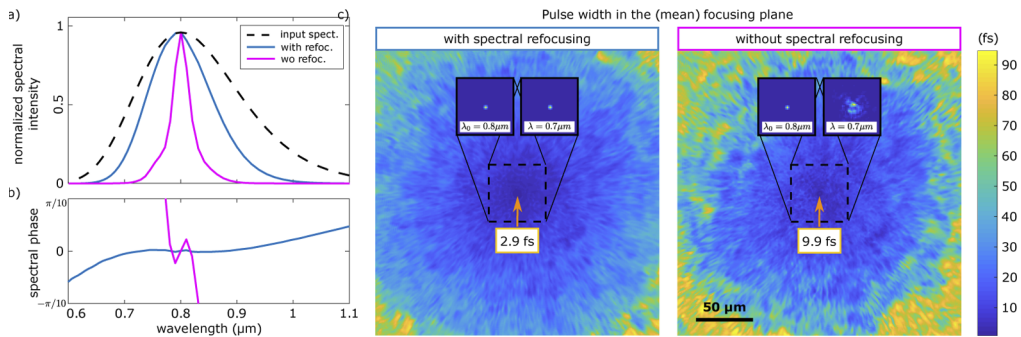 a)
1
0.5
0
normalized spectral
intensity
input spect.
with refoc.
wo refoc.
b)
π/10
0
−π/10
spectral phase
0.6 0.7 0.8 0.9 1 1.1
wavelength (μm)
c)
Pulse width in the (mean) focusing plane
with spectral refocusing
λ₀ = 0.8μm
λ = 0.7μm
2.9 fs
without spectral refocusing
λ₀ = 0.8μm
λ = 0.7μm
9.9 fs
50 μm
(fs)
90
80
70
60
50
40
30
20
10